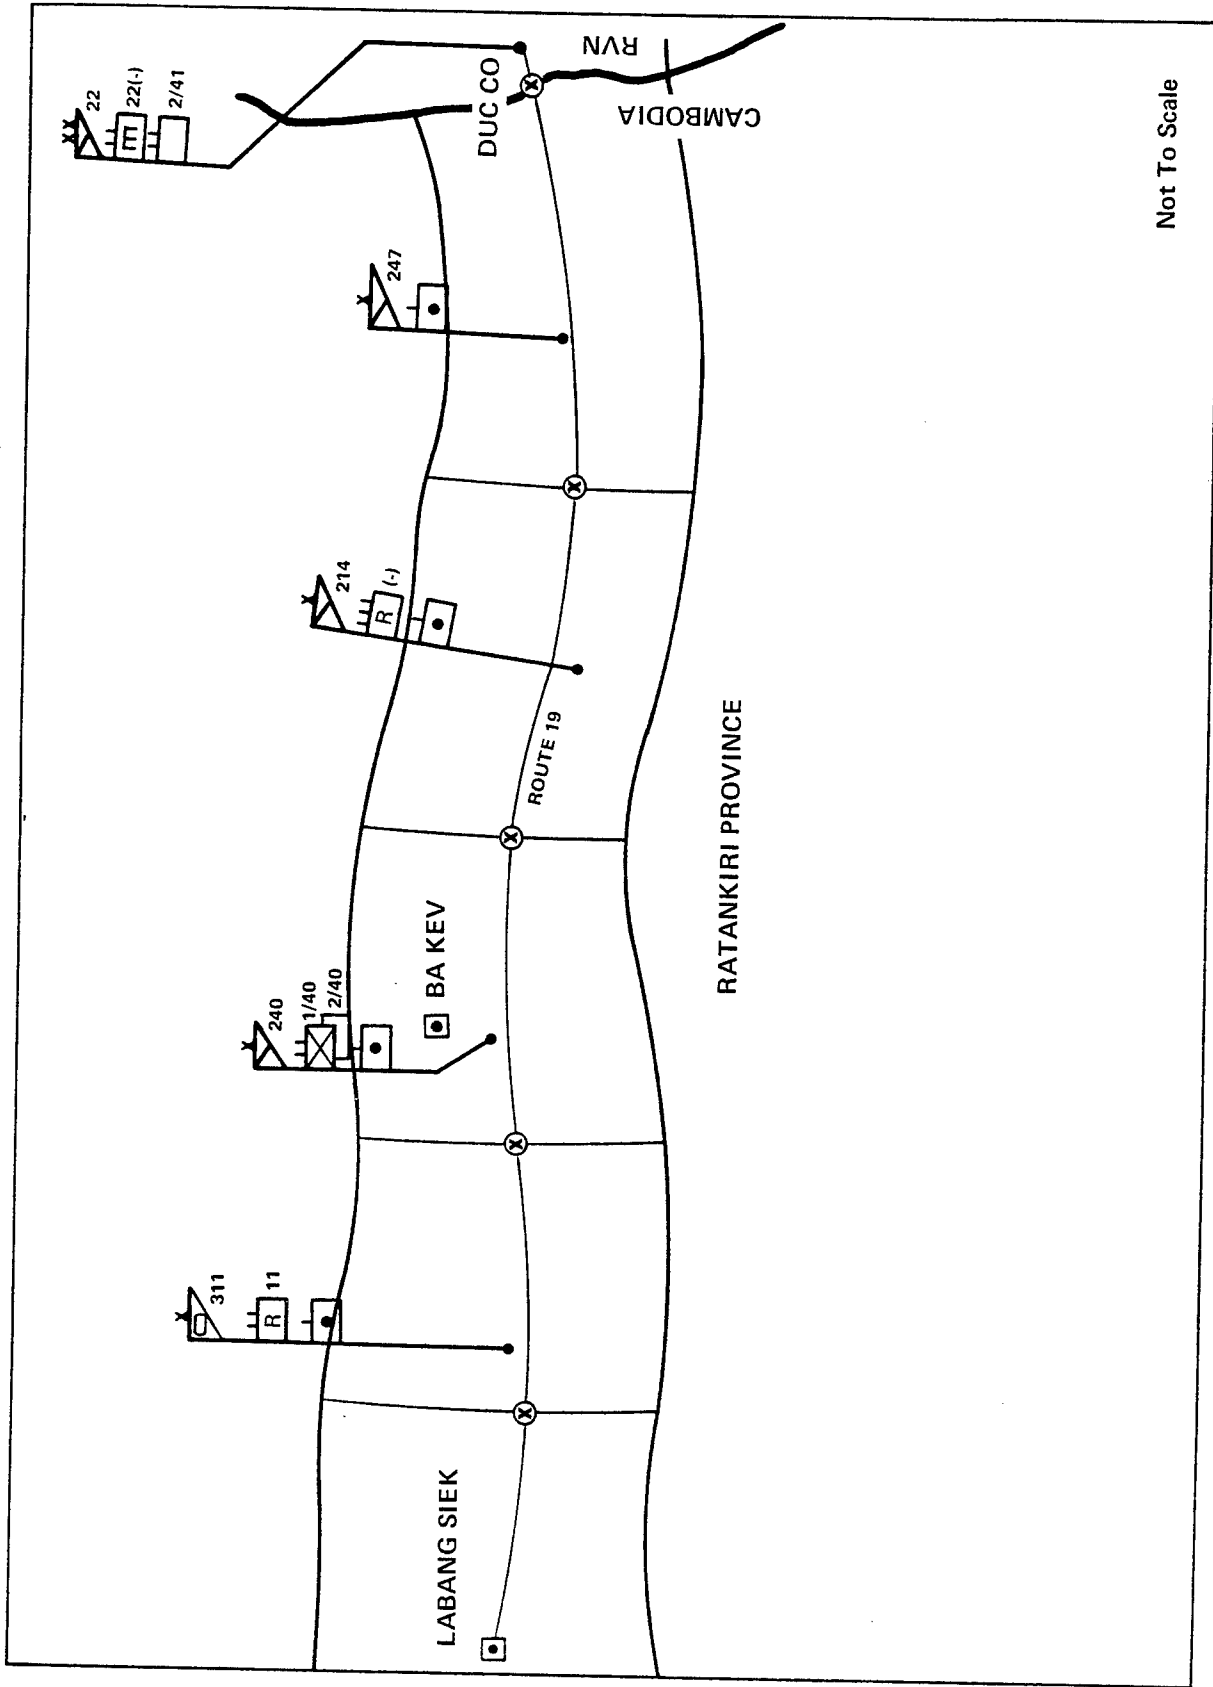 22
E
22(-)
2/41
247
214
R
(-)
240
1/40
2/40
311
R
11
DUC CO
RVN
CAMBODIA
ROUTE 19
BA KEV
LABANG SIEK
RATANKIRI PROVINCE
Not To Scale